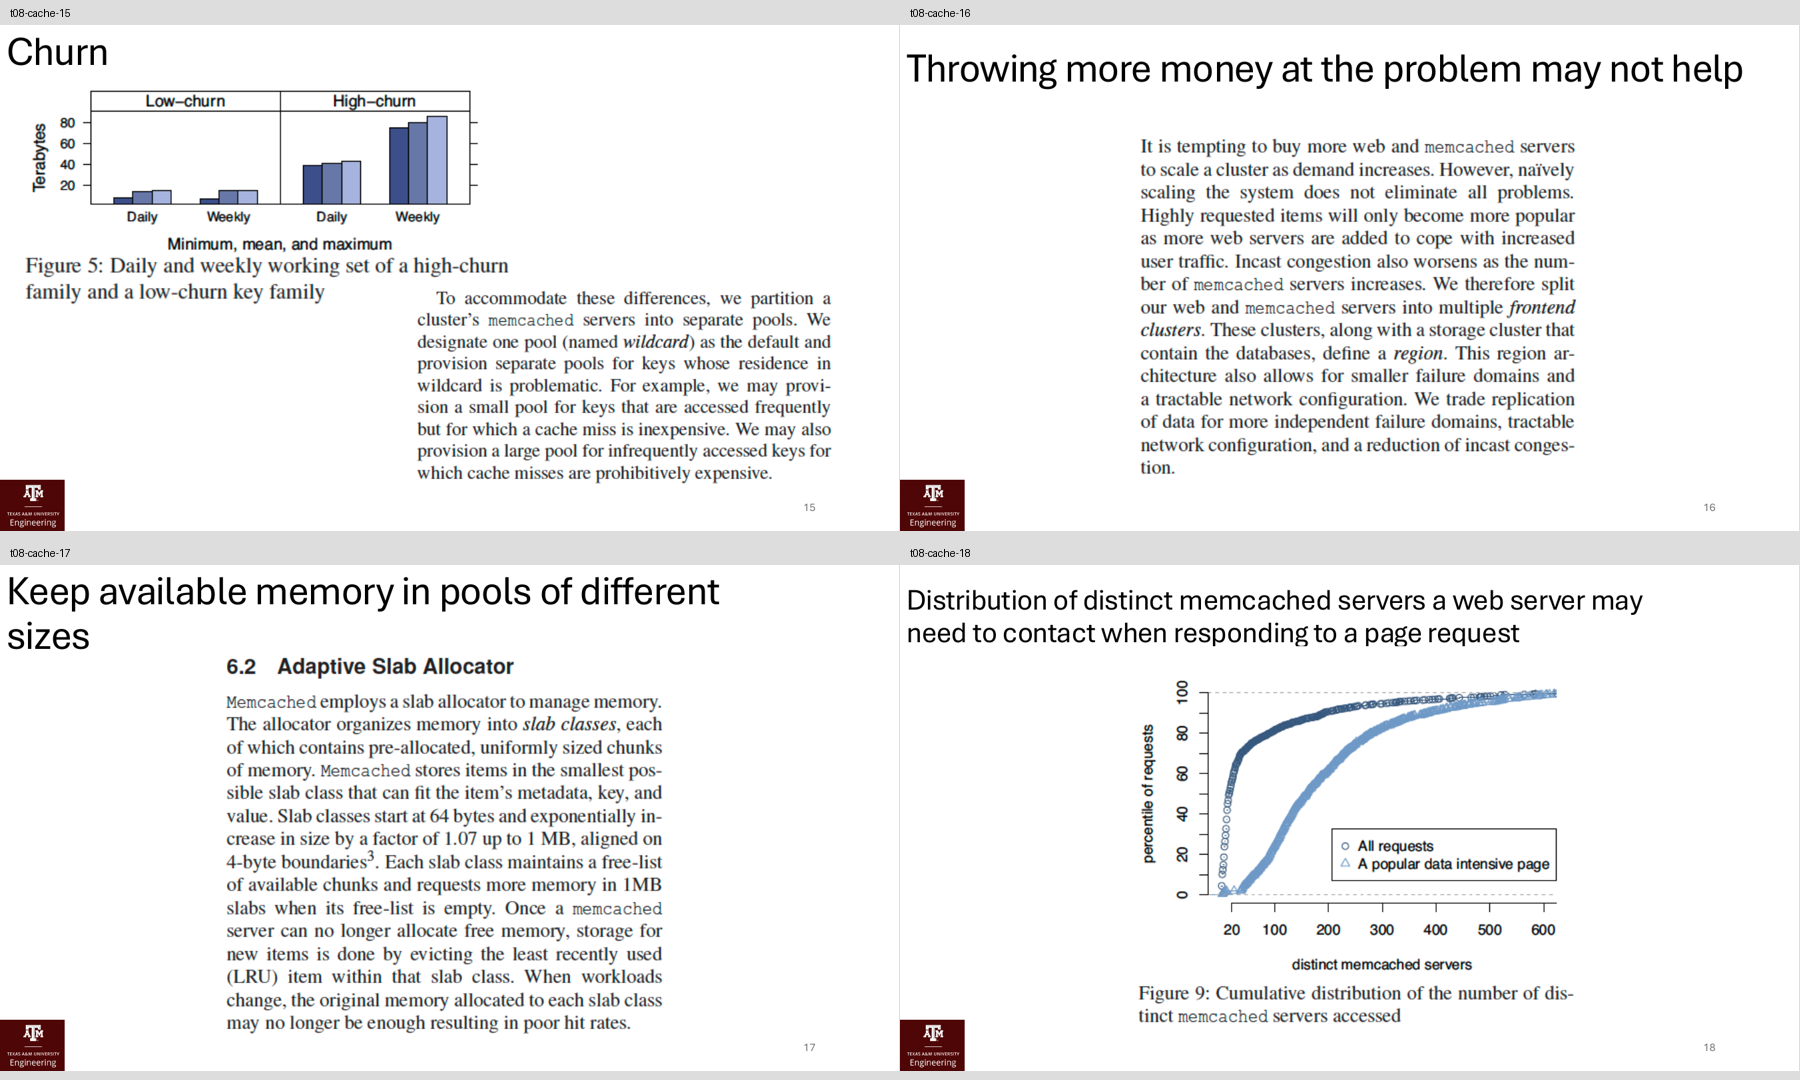 t08-cache-15
Churn
Low–churn
High–churn
Terabytes
80
60
40
20
Daily
Weekly
Daily
Weekly
Minimum, mean, and maximum
Figure 5: Daily and weekly working set of a high-churn
family and a low-churn key family
To accommodate these differences, we partition a
cluster's memcached servers into separate pools. We
designate one pool (named wildcard) as the default and
provision separate pools for keys whose residence in
wildcard is problematic. For example, we may provi-
sion a small pool for keys that are accessed frequently
but for which a cache miss is inexpensive. We may also
provision a large pool for infrequently accessed keys for
which cache misses are prohibitively expensive.
ATM
TEXAS A&M UNIVERSITY
Engineering
15
t08-cache-16
Throwing more money at the problem may not help
It is tempting to buy more web and memcached servers
to scale a cluster as demand increases. However, naïvely
scaling the system does not eliminate all problems.
Highly requested items will only become more popular
as more web servers are added to cope with increased
user traffic. Incast congestion also worsens as the num-
ber of memcached servers increases. We therefore split
our web and memcached servers into multiple frontend
clusters. These clusters, along with a storage cluster that
contain the databases, define a region. This region ar-
chitecture also allows for smaller failure domains and
a tractable network configuration. We trade replication
of data for more independent failure domains, tractable
network configuration, and a reduction of incast conges-
tion.
ATM
TEXAS A&M UNIVERSITY
Engineering
16
t08-cache-17
Keep available memory in pools of different
sizes
6.2 Adaptive Slab Allocator
Memcached employs a slab allocator to manage memory.
The allocator organizes memory into slab classes, each
of which contains pre-allocated, uniformly sized chunks
of memory. Memcached stores items in the smallest pos-
sible slab class that can fit the item's metadata, key, and
value. Slab classes start at 64 bytes and exponentially in-
crease in size by a factor of 1.07 up to 1 MB, aligned on
4-byte boundaries3. Each slab class maintains a free-list
of available chunks and requests more memory in 1MB
slabs when its free-list is empty. Once a memcached
server can no longer allocate free memory, storage for
new items is done by evicting the least recently used
(LRU) item within that slab class. When workloads
change, the original memory allocated to each slab class
may no longer be enough resulting in poor hit rates.
ATM
TEXAS A&M UNIVERSITY
Engineering
17
t08-cache-18
Distribution of distinct memcached servers a web server may
need to contact when responding to a page request
percentile of requests
100
80
60
40
20
0
All requests
A popular data intensive page
20
100
200
300
400
500
600
distinct memcached servers
Figure 9: Cumulative distribution of the number of dis-
tinct memcached servers accessed
ATM
TEXAS A&M UNIVERSITY
Engineering
18